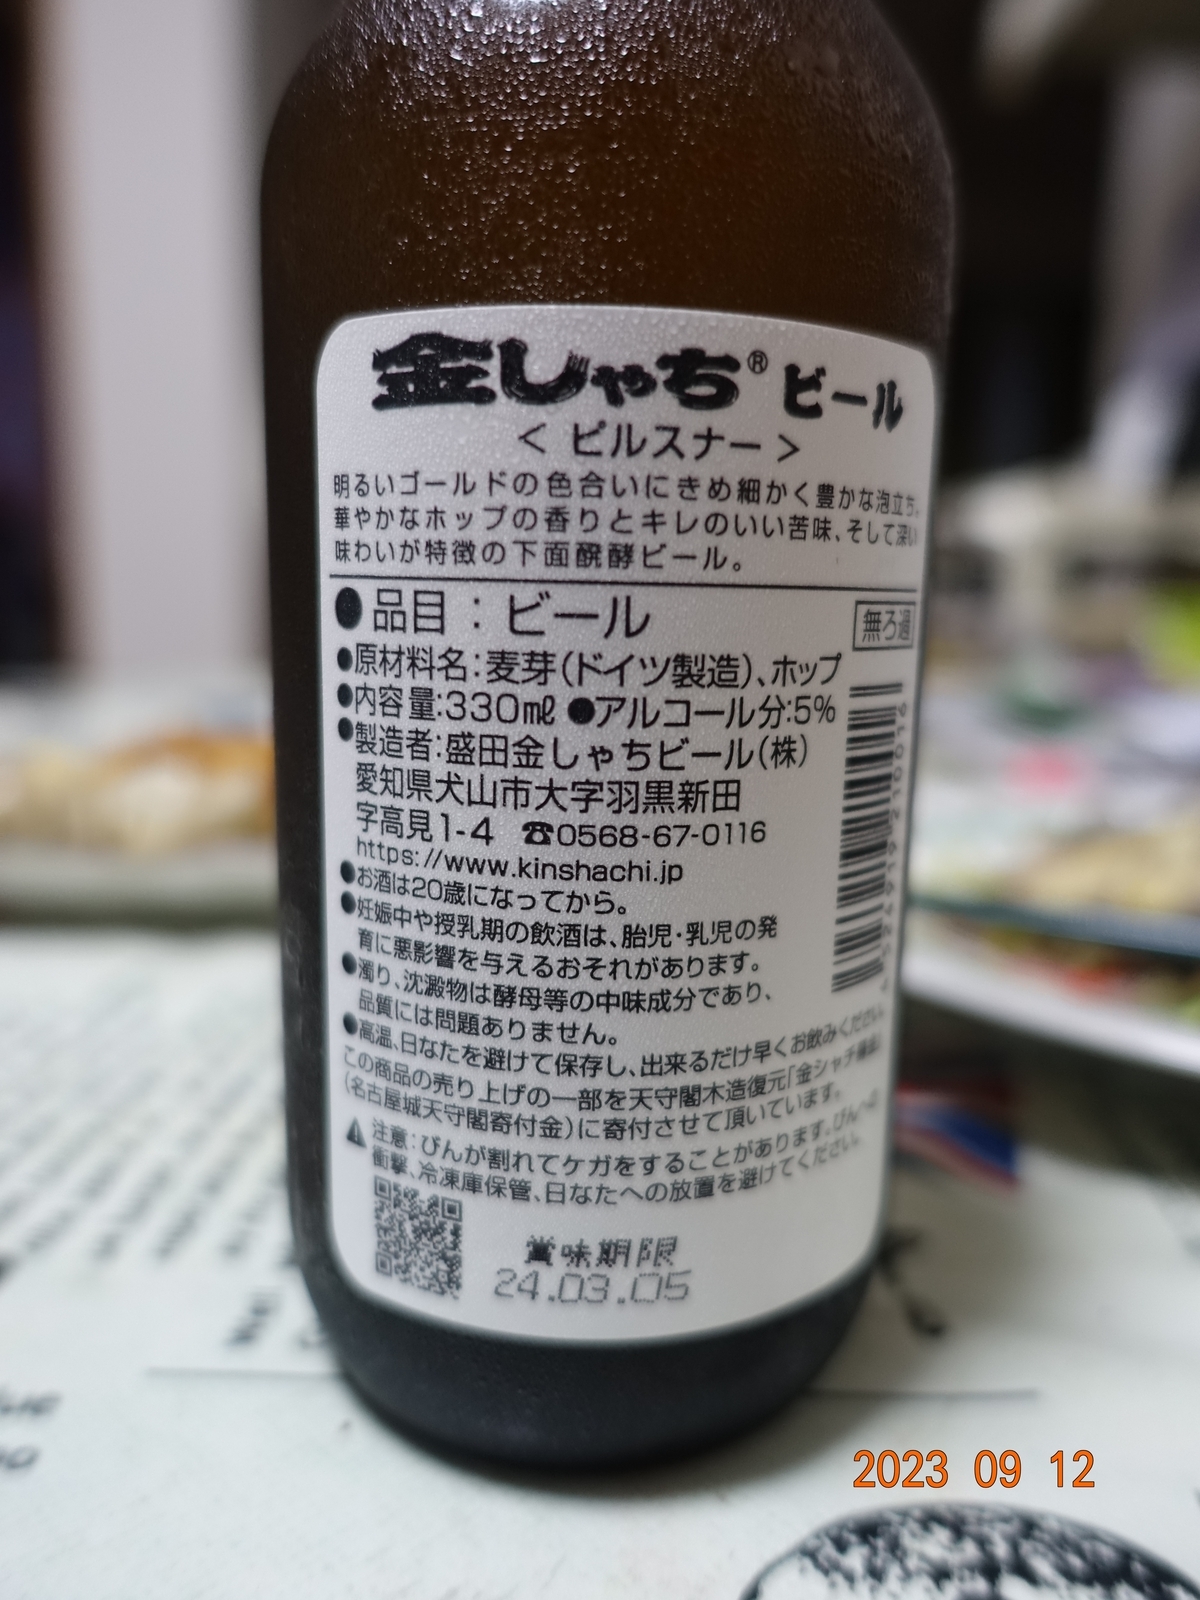 金しゃち® ビール
< ピルスナー >
明るいゴールドの色合いにきめ細かく豊かな泡立ち。
華やかなホップの香りとキレのいい苦味、そして深い
味わいが特徴の下面醗酵ビール。
●品目：ビール
無ろ過
●原材料名：麦芽(ドイツ製造)、ホップ
●内容量：330㎖ ●アルコール分：5%
●製造者：盛田金しゃちビール(株)
愛知県犬山市大字羽黒新田
字高見1-4 ☎0568-67-0116
https://www.kinshachi.jp
●お酒は20歳になってから。
●妊娠中や授乳期の飲酒は、胎児・乳児の発
育に悪影響を与えるおそれがあります。
●濁り、沈澱物は酵母等の中味成分であり、
品質には問題ありません。
●高温、日なたを避けて保存し、出来るだけ早くお飲みください。
この商品の売り上げの一部を天守閣木造復元「金シャチ募金」
(名古屋城天守閣寄付金)に寄付させて頂いています。
⚠注意：びんが割れてケガをすることがあります。びんへの
衝撃、冷凍庫保管、日なたへの放置を避けてください。
賞味期限
24.03.05
2023 09 12